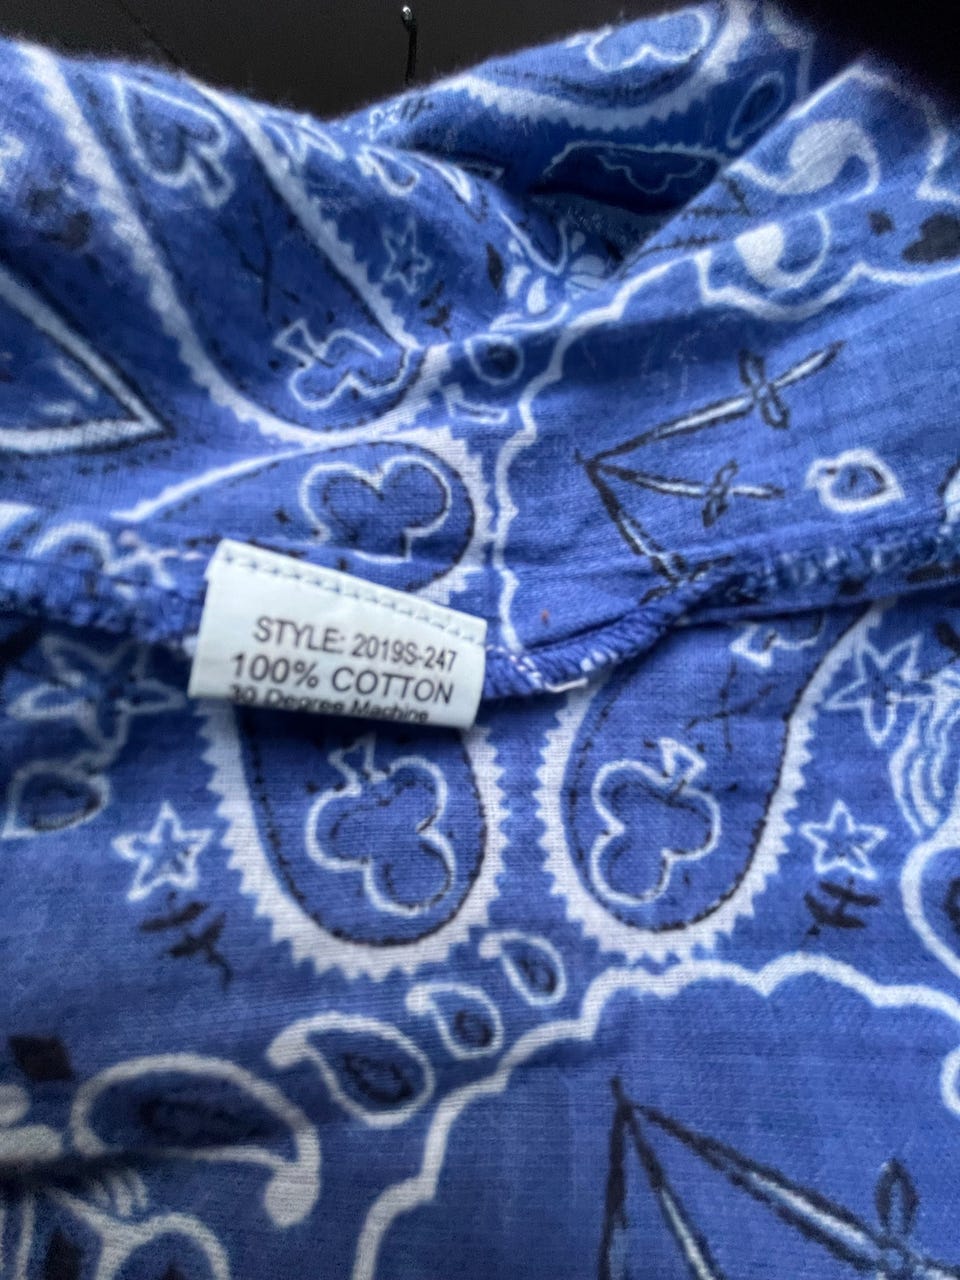 STYLE: 2019S-247
100% COTTON
30 Degree Machine